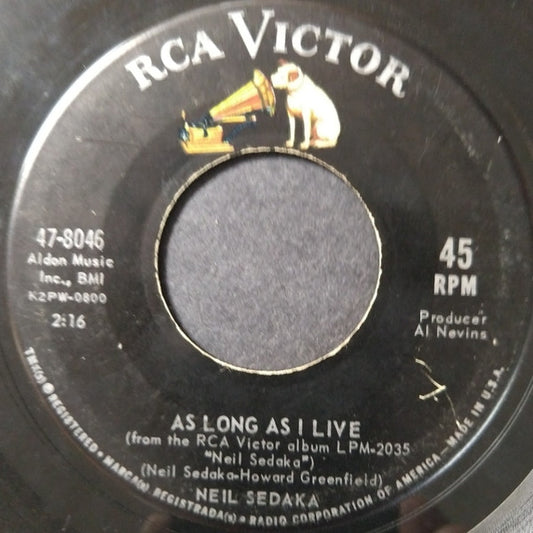 RCA VICTOR
47-8046
Aldon Music
Inc., BMI
K2PW-0800
2:16
45
RPM
Producer
Al Nevins
AS LONG AS I LIVE
(from the RCA Victor album LPM-2035
"Neil Sedaka")
(Neil Sedaka-Howard Greenfield)
NEIL SEDAKA
TMK(s) ® REGISTERED • MARCA(s) REGISTRADA(s) • RADIO CORPORATION OF AMERICA—MADE IN U.S.A.